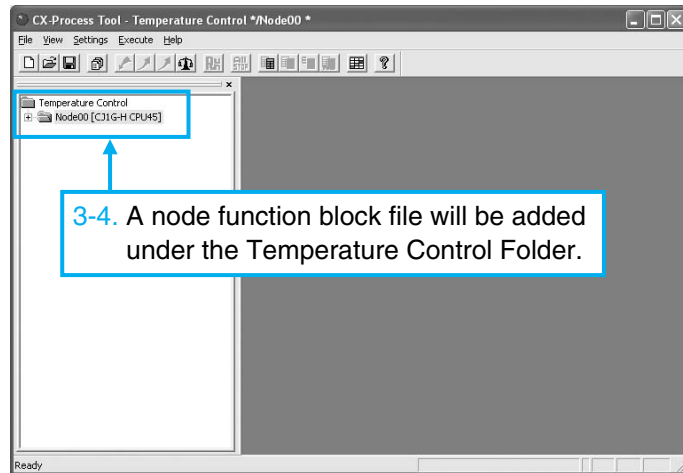 CX-Process Tool - Temperature Control */Node00 *
File View Settings Execute Help
Temperature Control
Node00 [CJ1G-H CPU45]
3-4. A node function block file will be added
under the Temperature Control Folder.
Ready